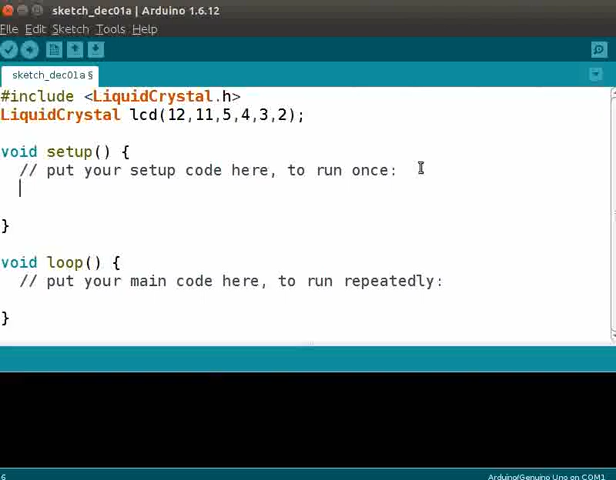 sketch_dec01a | Arduino 1.6.12
File Edit Sketch Tools Help
sketch_dec01a §
#include <LiquidCrystal.h>
LiquidCrystal lcd(12,11,5,4,3,2);
void setup() {
// put your setup code here, to run once:
}
void loop() {
// put your main code here, to run repeatedly:
}
6
Arduino/Genuino Uno on COM1